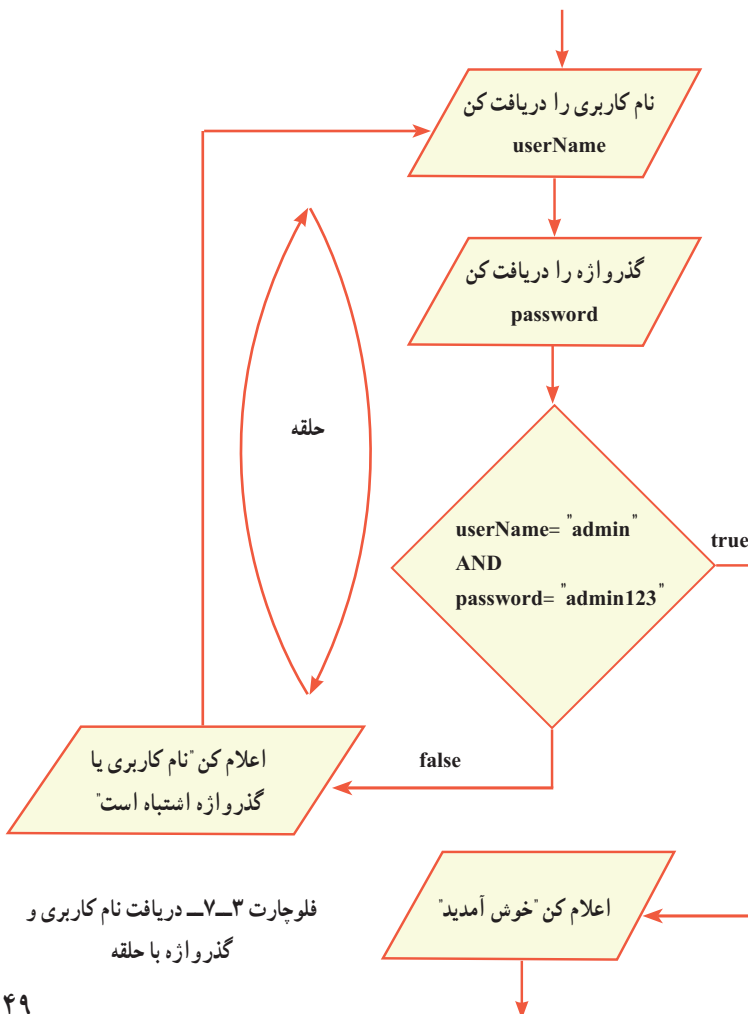 نام کاربری را دریافت کن
userName
گذرواژه را دریافت کن
password
حلقه
userName= "admin"
AND
password= "admin123"
true
false
اعلام کن "نام کاربری یا
گذرواژه اشتباه است"
اعلام کن "خوش آمدید"
فلوچارت ۳ــ۷ــ دریافت نام کاربری و
گذرواژه با حلقه
۴۹